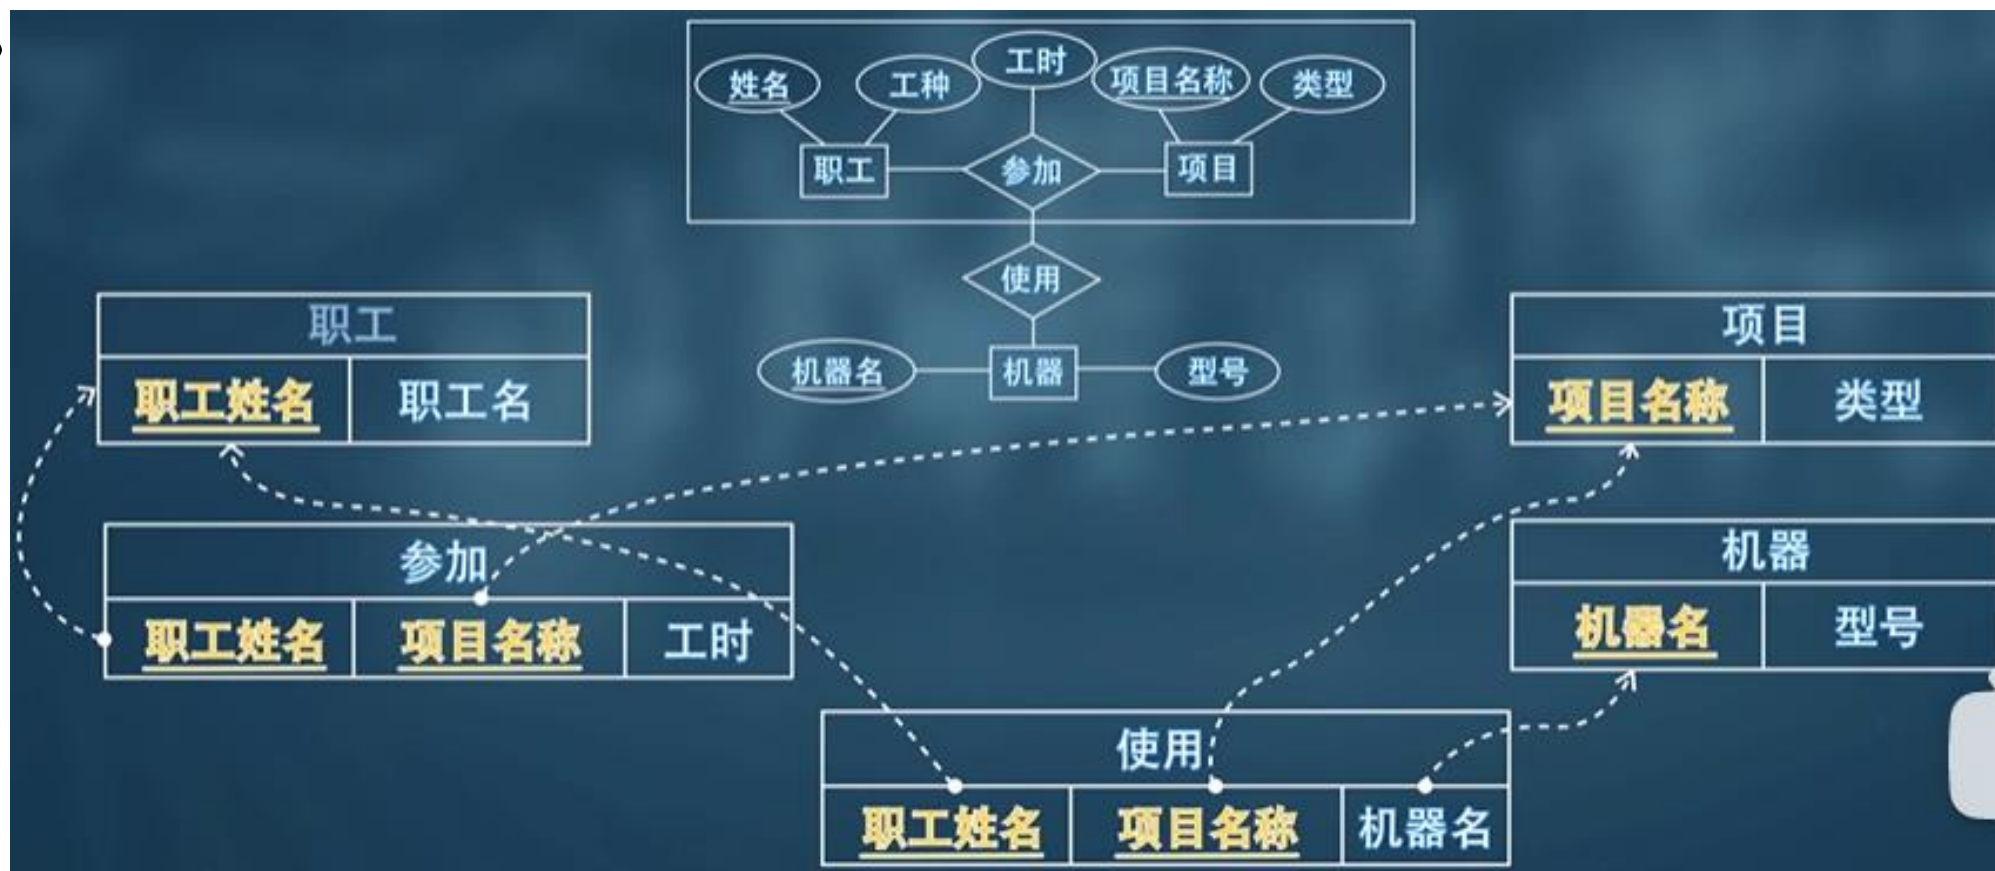 工时
姓名
工种
项目名称
类型
职工
参加
项目
使用
机器名
机器
型号
职工
职工姓名 职工名
项目
项目名称 类型
参加
职工姓名 项目名称 工时
机器
机器名 型号
使用
职工姓名 项目名称 机器名